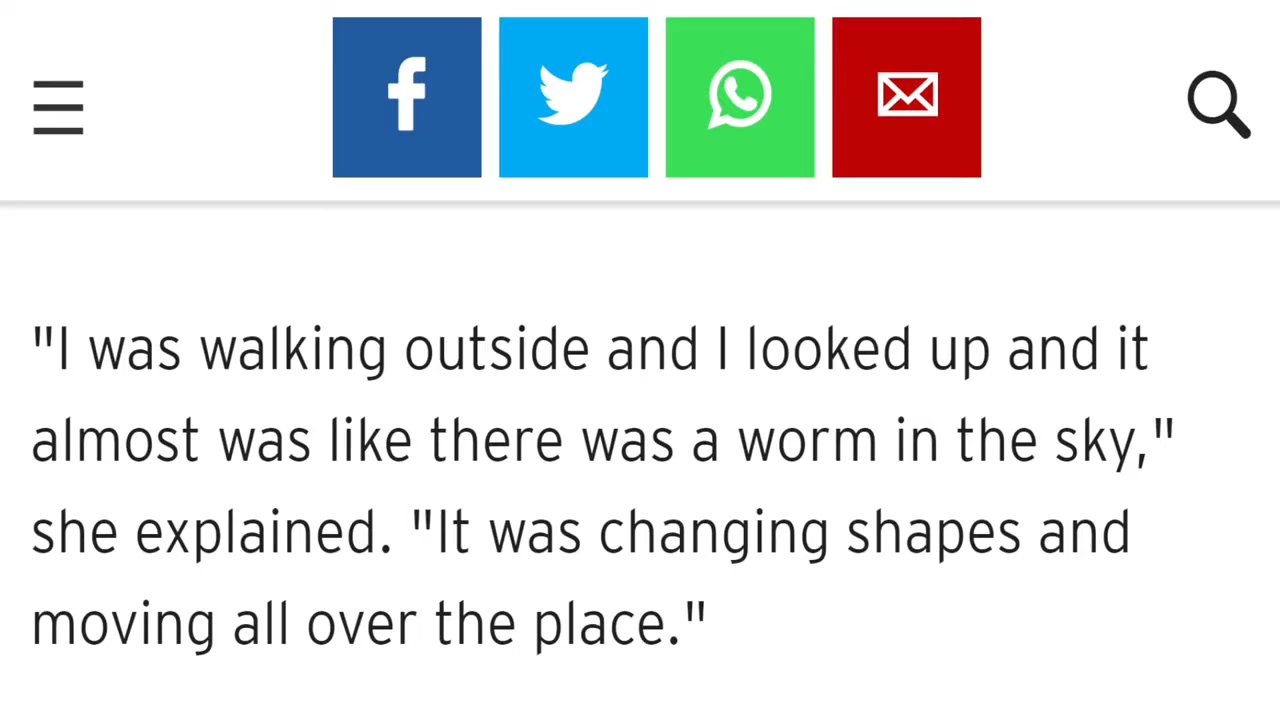 "I was walking outside and I looked up and it
almost was like there was a worm in the sky,"
she explained. "It was changing shapes and
moving all over the place."